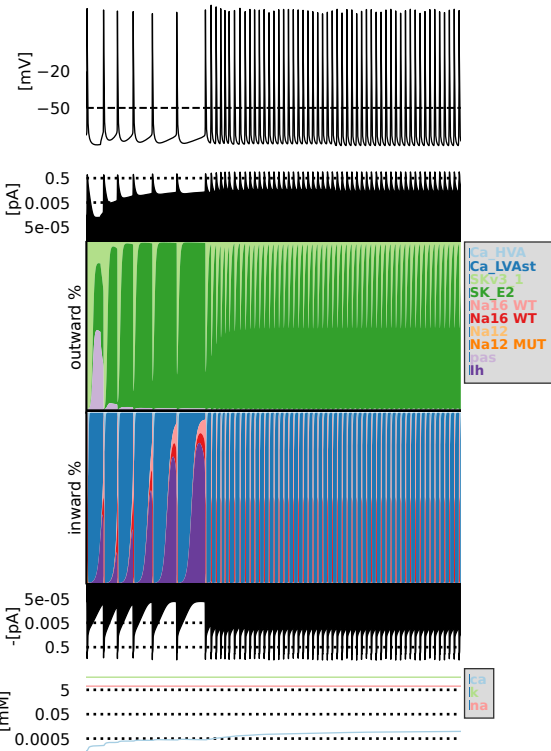 [mV]
−20
−50
[pA]
0.5
0.005
5e-05
outward %
Ca_HVA
Ca_LVAst
SKv3_1
SK_E2
Na16 WT
Na16 WT
Na12
Na12 MUT
pas
Ih
inward %
-[pA]
5e-05
0.005
0.5
[mM]
5
0.05
0.0005
ca
k
na